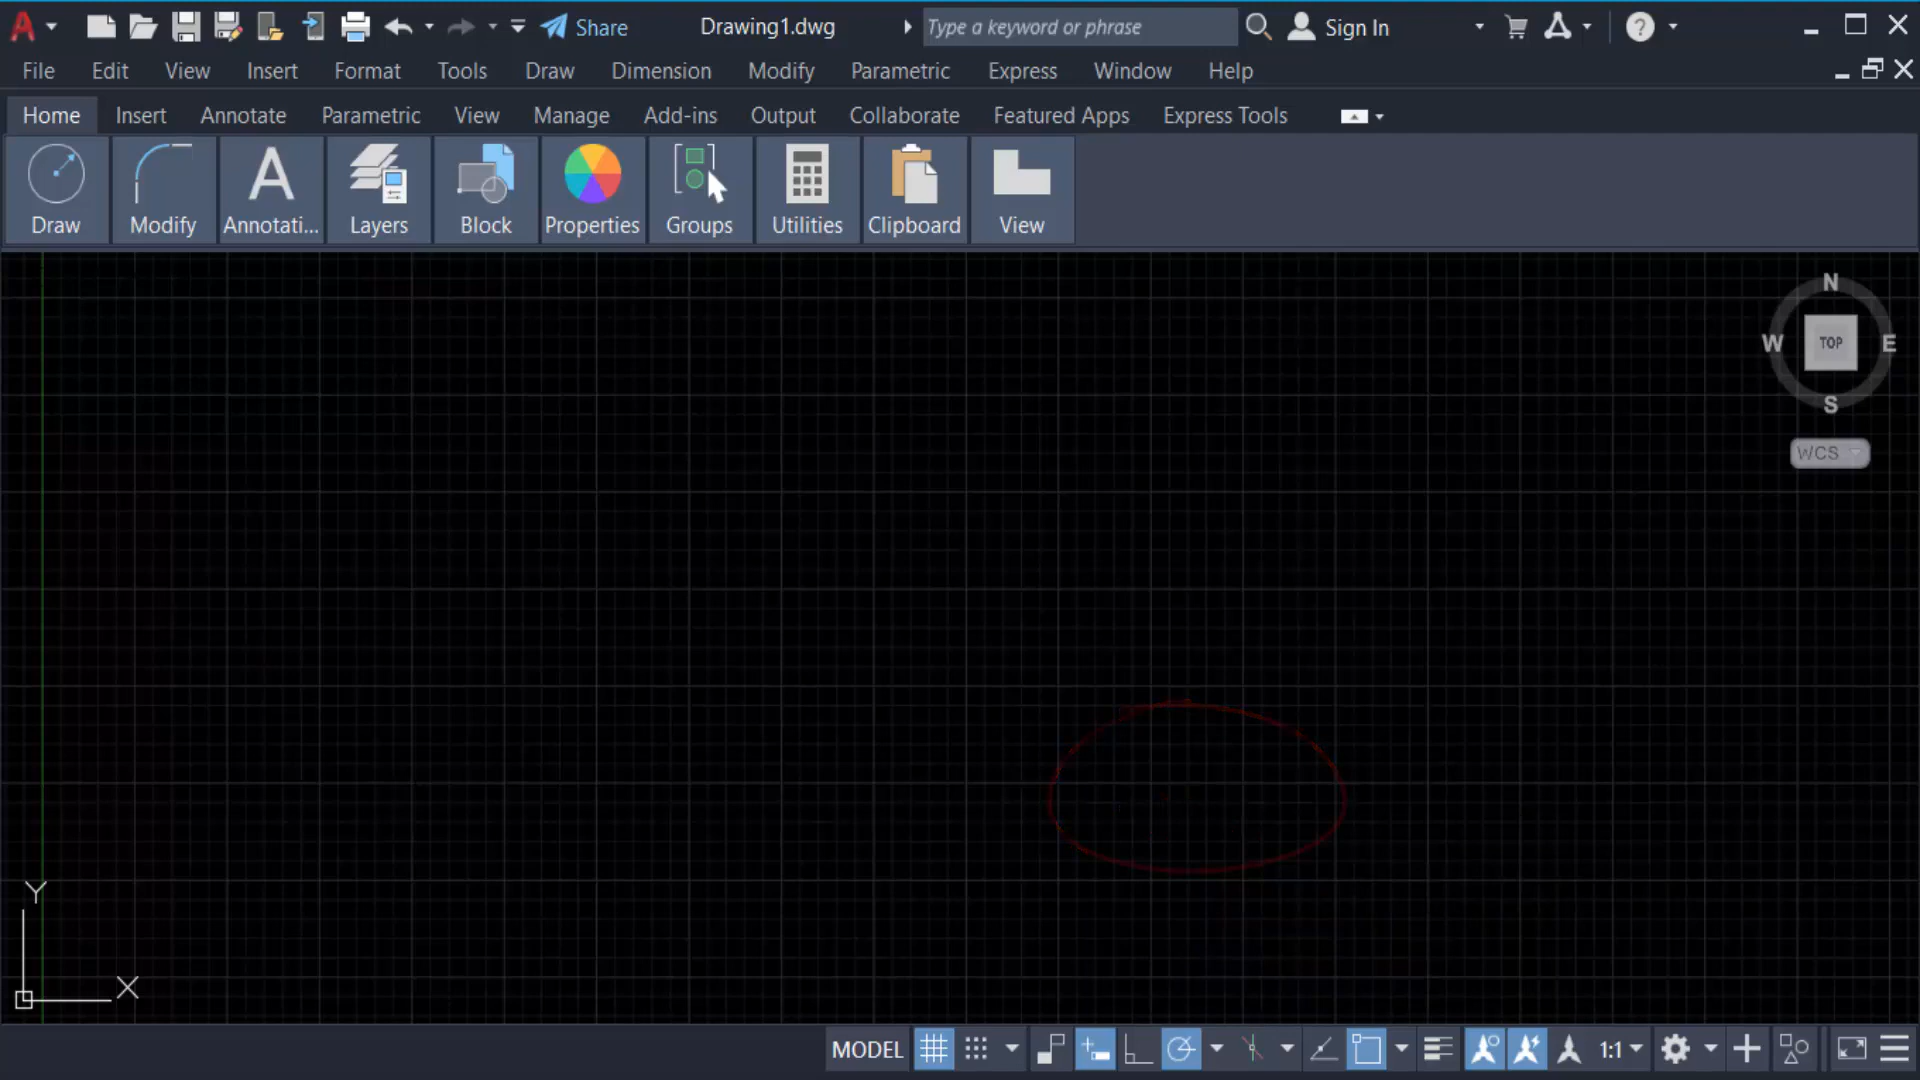 A Share Drawing1.dwg Type a keyword or phrase Sign In ?
File Edit View Insert Format Tools Draw Dimension Modify Parametric Express Window Help
Home Insert Annotate Parametric View Manage Add-ins Output Collaborate Featured Apps Express Tools
A
Draw Modify Annotati... Layers Block Properties Groups Utilities Clipboard View
N
W TOP E
S
WCS
Y
X
MODEL 1:1